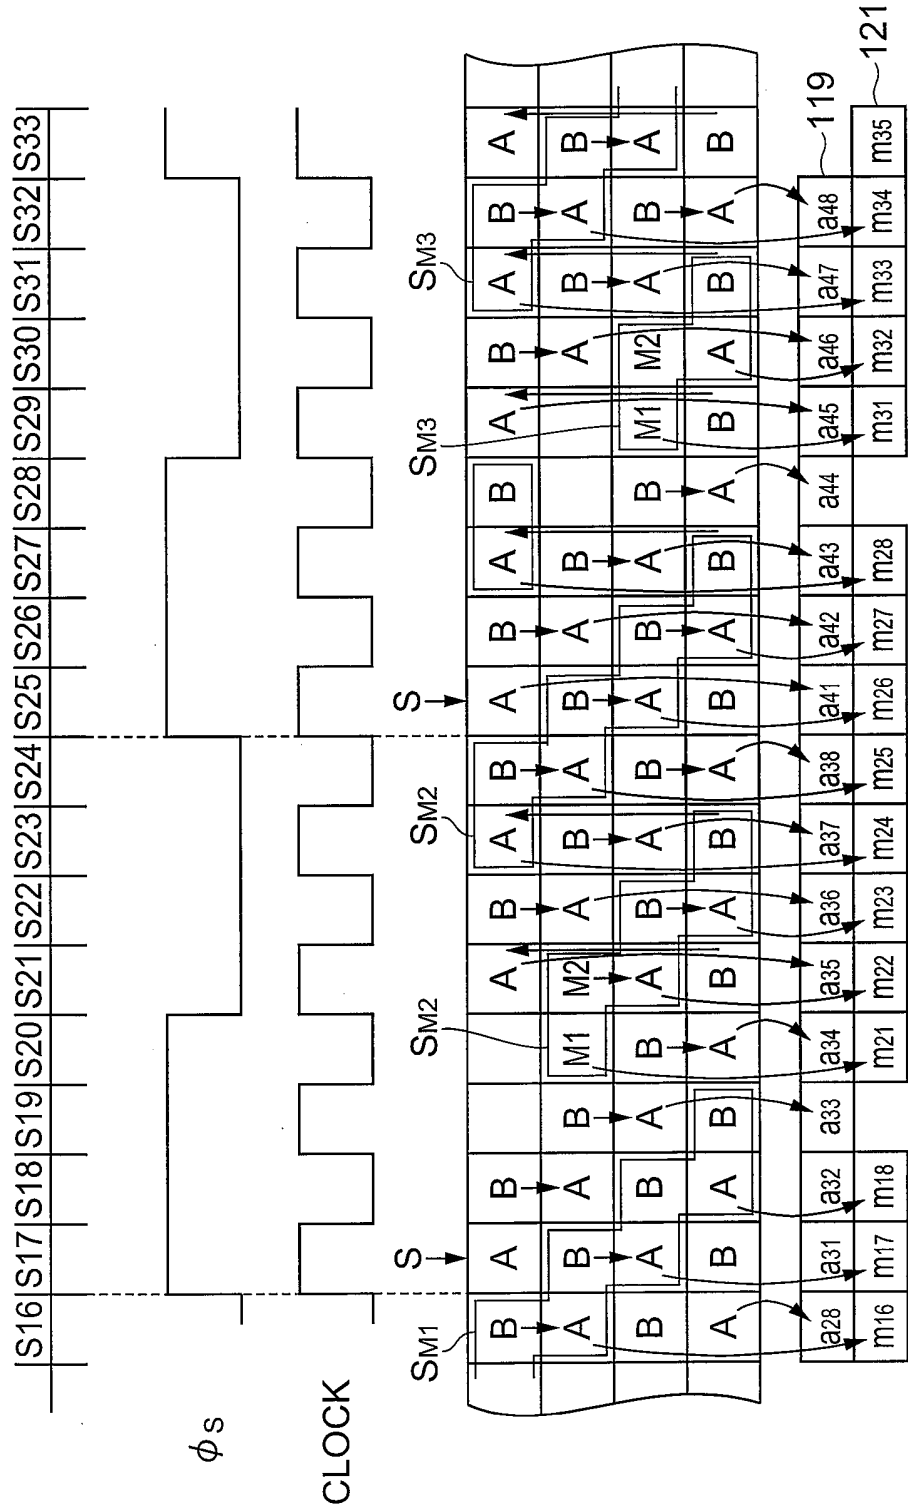 S16 S17 S18 S19 S20 S21 S22 S23 S24 S25 S26 S27 S28 S29 S30 S31 S32 S33
ϕS
CLOCK
SM1 S SM2 SM2 S SM3 SM3
B A B A B A B A B A B A B A B A
A B A B M1 M2 A B A B A B A B A B
B A B A B A B A B A B A B M1 M2 A B A
A B A B A B A B A B A B A B A B A B
a28 a31 a32 a33 a34 a35 a36 a37 a38 a41 a42 a43 a44 a45 a46 a47 a48 119
m16 m17 m18 m21 m22 m23 m24 m25 m26 m27 m28 m31 m32 m33 m34 m35 121